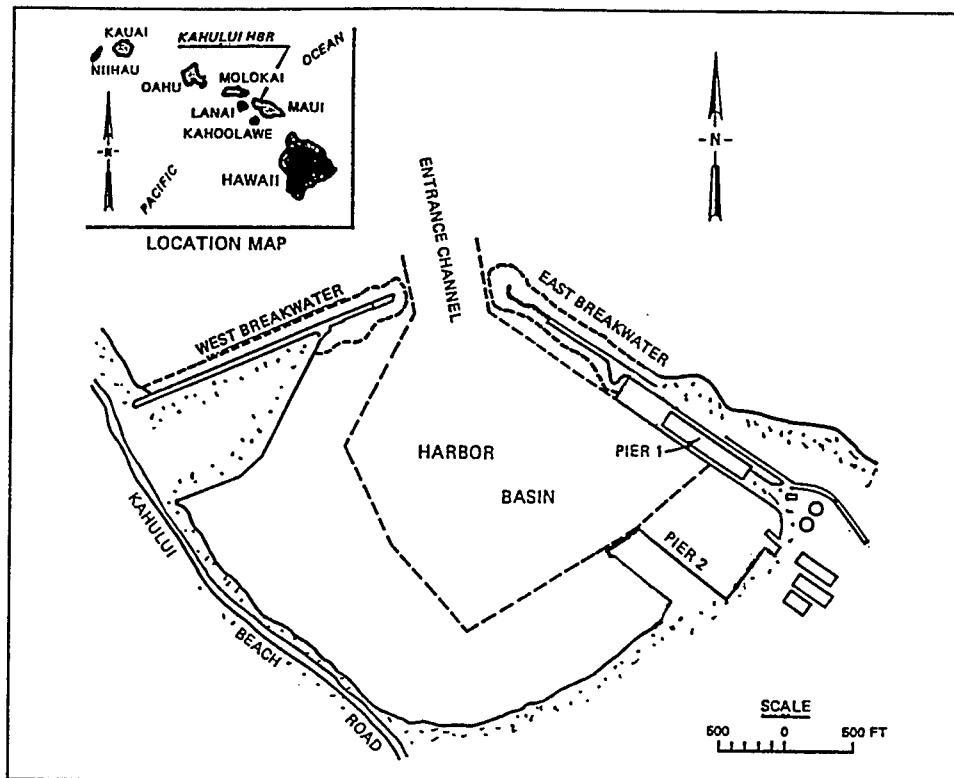 KAUAI
NIIHAU
KAHULUI HBR
OCEAN
OAHU
MOLOKAI
LANAI
MAUI
KAHOOLAWE
-N-
HAWAII
PACIFIC
LOCATION MAP
-N-
ENTRANCE CHANNEL
WEST BREAKWATER
EAST BREAKWATER
HARBOR
BASIN
PIER 1
PIER 2
KAHULUI
BEACH
ROAD
SCALE
500 0 500 FT